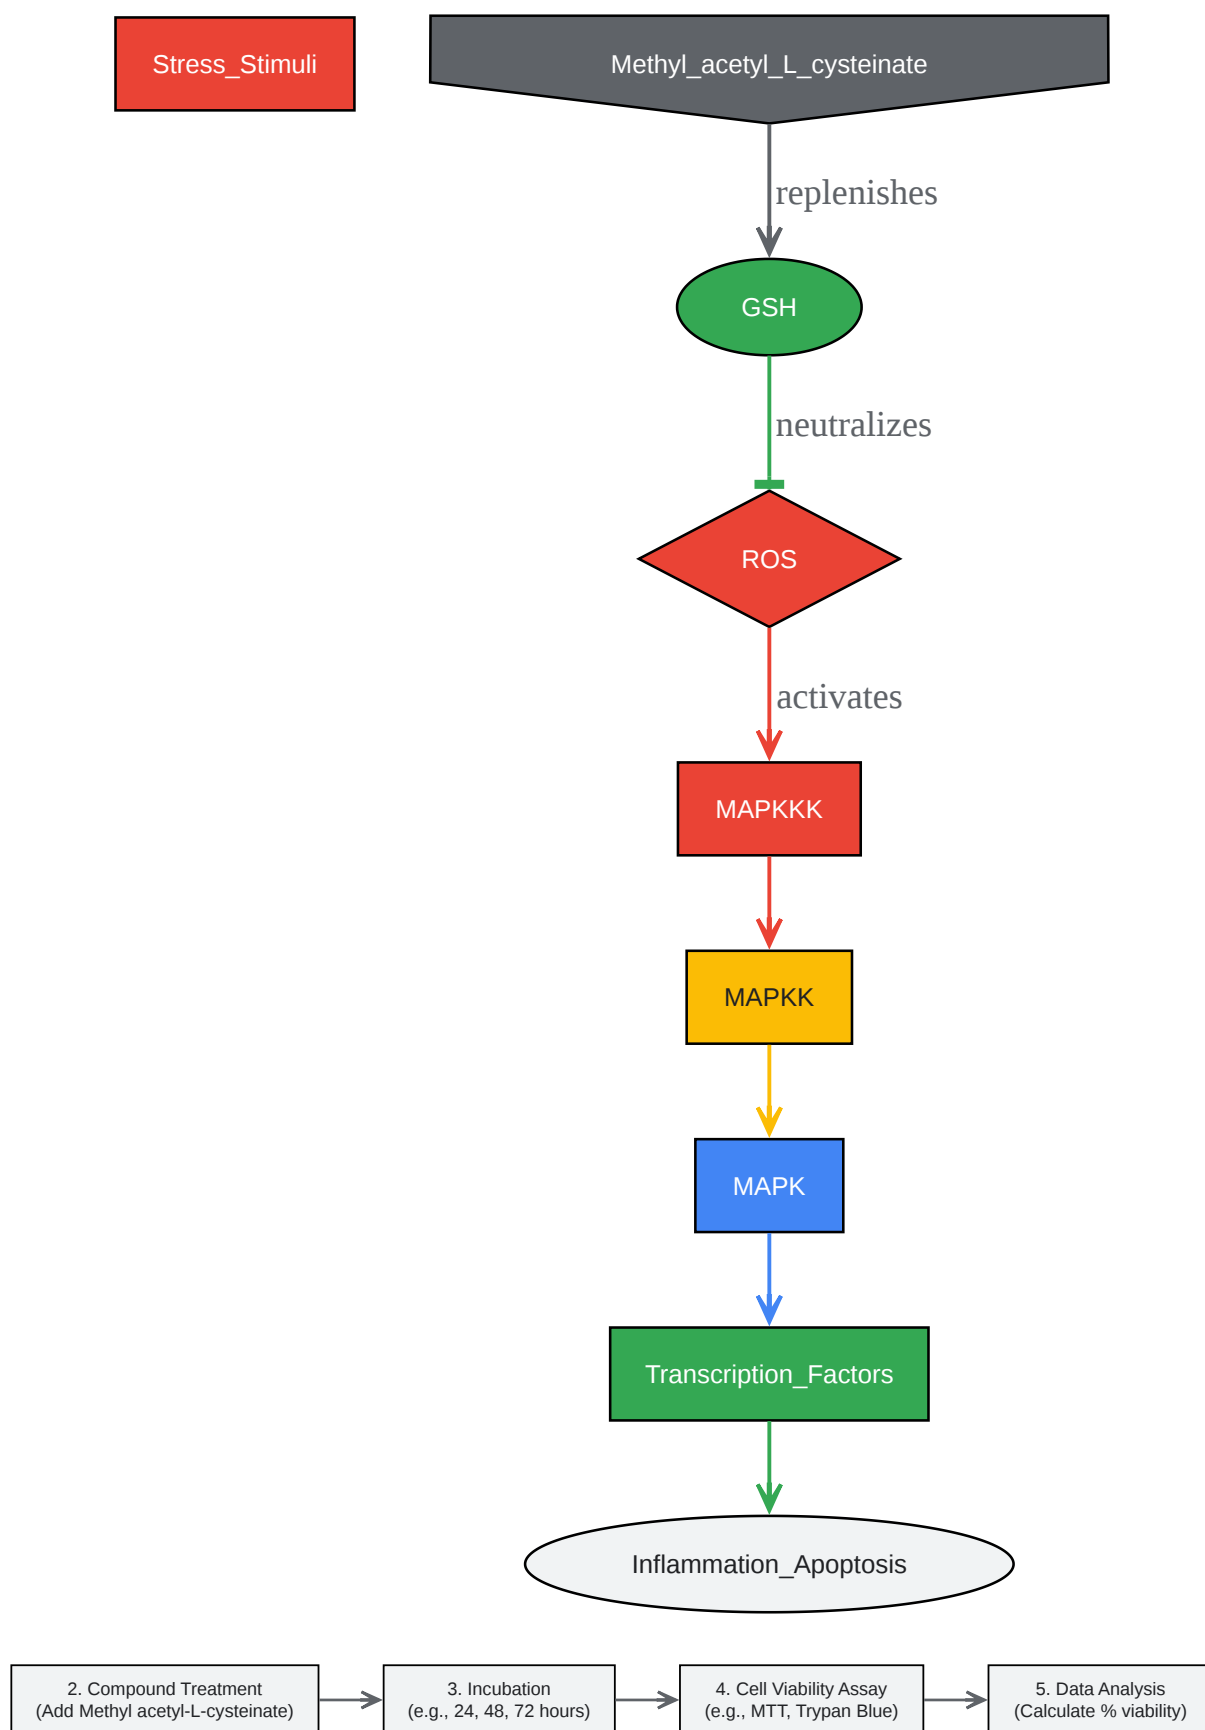 Stress_Stimuli
Methyl_acetyl_L_cysteinate
replenishes
GSH
neutralizes
ROS
activates
MAPKKK
MAPKK
MAPK
Transcription_Factors
Inflammation_Apoptosis
2. Compound Treatment
(Add Methyl acetyl-L-cysteinate)
3. Incubation
(e.g., 24, 48, 72 hours)
4. Cell Viability Assay
(e.g., MTT, Trypan Blue)
5. Data Analysis
(Calculate % viability)